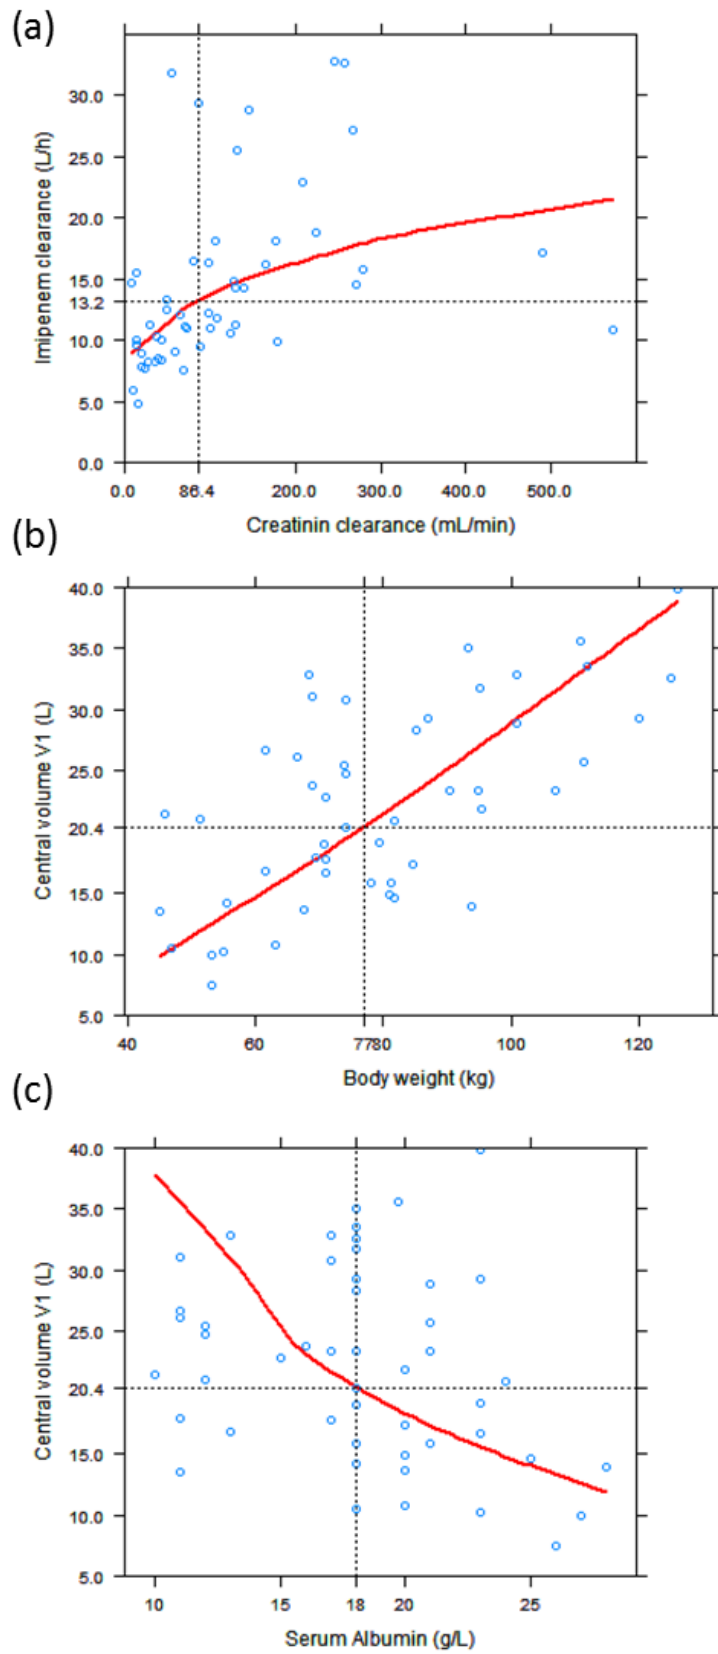 (a)
Imipenem clearance (L/h)
30.0
25.0
20.0
15.0
13.2
10.0
5.0
0.0
0.0 86.4 200.0 300.0 400.0 500.0
Creatinin clearance (mL/min)
(b)
Central volume V1 (L)
40.0
35.0
30.0
25.0
20.4
15.0
10.0
5.0
40 60 7780 100 120
Body weight (kg)
(c)
Central volume V1 (L)
40.0
35.0
30.0
25.0
20.4
15.0
10.0
5.0
10 15 18 20 25
Serum Albumin (g/L)